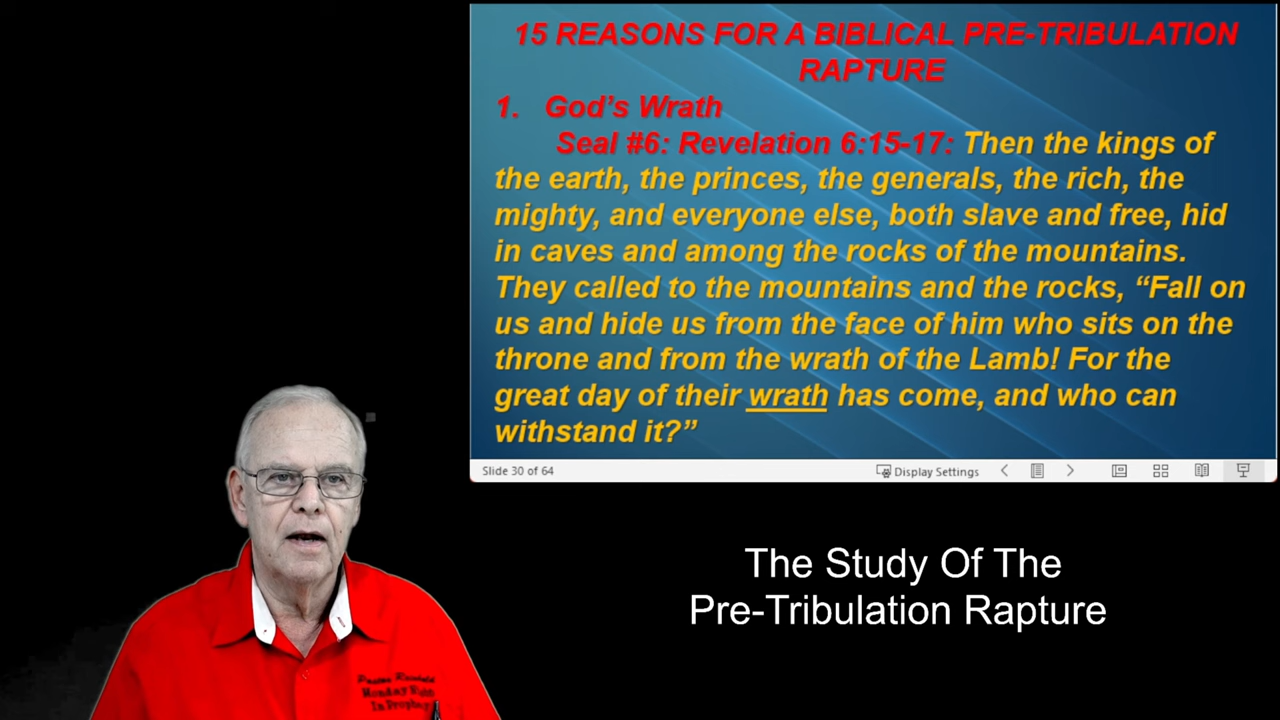 15 REASONS FOR A BIBLICAL PRE-TRIBULATION
RAPTURE
1. God’s Wrath
Seal #6: Revelation 6:15-17: Then the kings of
the earth, the princes, the generals, the rich, the
mighty, and everyone else, both slave and free, hid
in caves and among the rocks of the mountains.
They called to the mountains and the rocks, “Fall on
us and hide us from the face of him who sits on the
throne and from the wrath of the Lamb! For the
great day of their wrath has come, and who can
withstand it?”
Slide 30 of 64
Display Settings
The Study Of The
Pre-Tribulation Rapture
Monday Night
In Prophecy